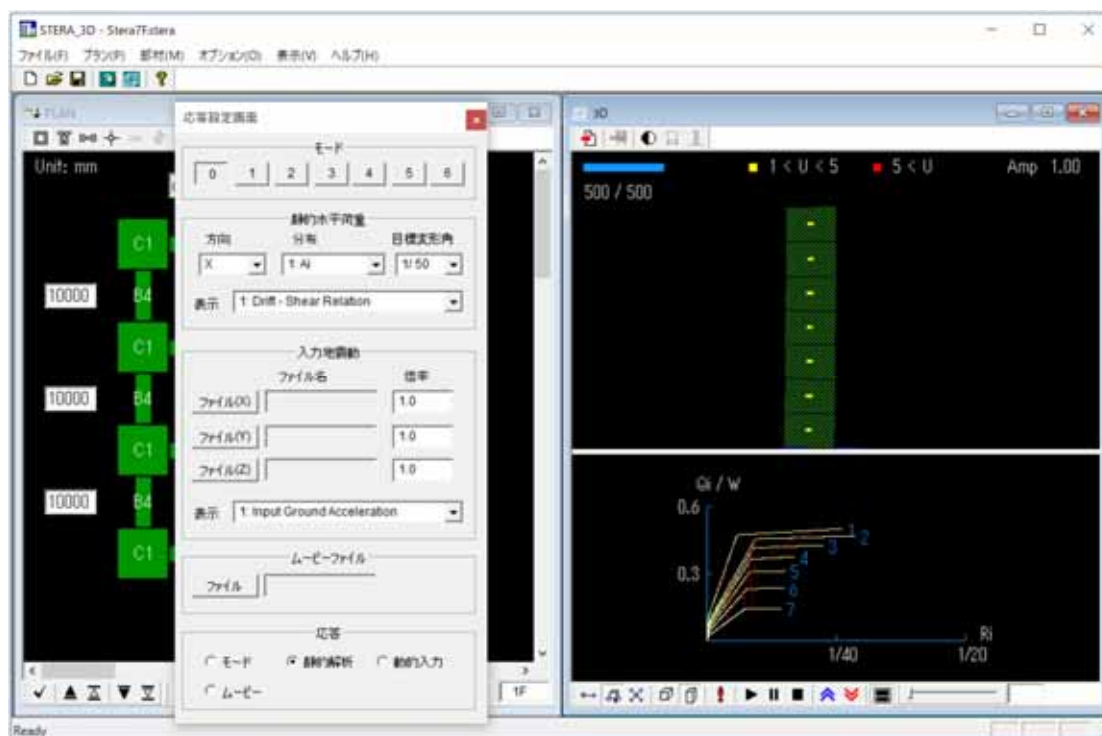 STERA_3D - Stera7F.stera
ファイル(F) プラン(P) 部材(M) オプション(O) 表示(V) ヘルプ(H)
PLAN
Unit: mm
C1
10000 B4
C1
10000 B4
C1
10000 B4
C1
1F
応答設定画面
モード
0 1 2 3 4 5 6
静的水平荷重
方向 分布 目標変形角
X 1: Ai 1/ 50
表示 1: Drift - Shear Relation
入力地震動
ファイル名 倍率
ファイル(X) 1.0
ファイル(Y) 1.0
ファイル(Z) 1.0
表示 1: Input Ground Acceleration
ムービーファイル
ファイル
応答
モード 静的解析 動的入力
ムービー
3D
1 < U < 5 5 < U Amp 1.00
500 / 500
Qi / W
0.6
0.3
1
2
3
4
5
6
7
Ri
1/40 1/20
Ready